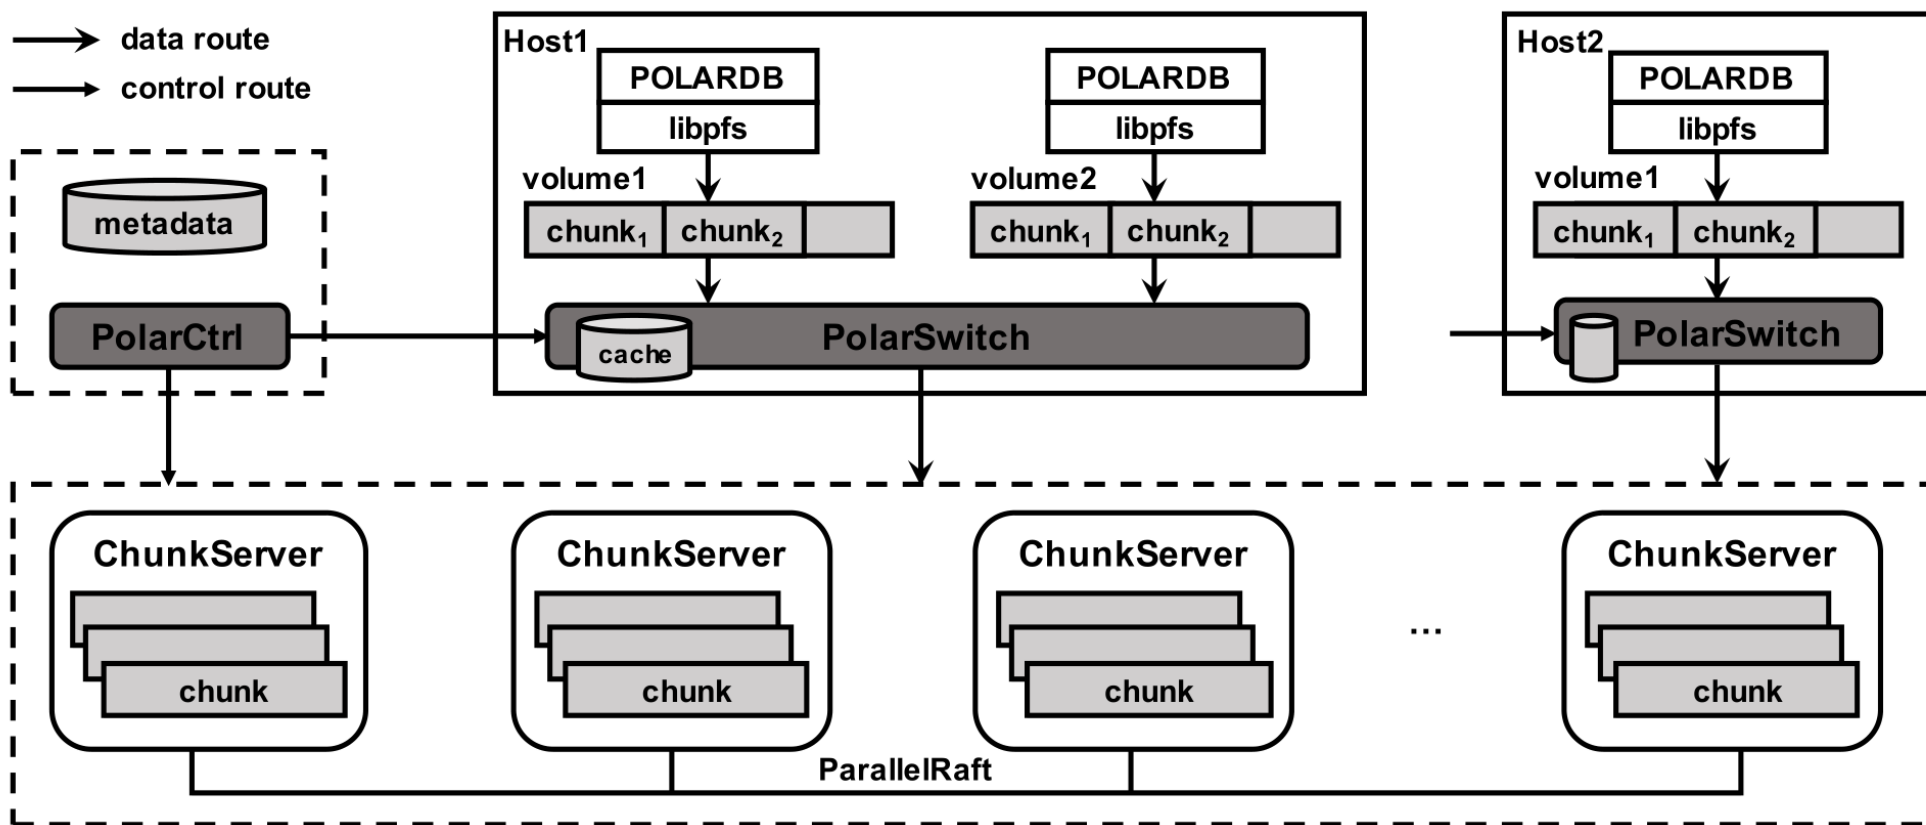 data route
control route
metadata
PolarCtrl
Host1
POLARDB
libpfs
volume1
chunk₁ chunk₂
POLARDB
libpfs
volume2
chunk₁ chunk₂
cache
PolarSwitch
Host2
POLARDB
libpfs
volume1
chunk₁ chunk₂
PolarSwitch
ChunkServer
chunk
ChunkServer
chunk
ChunkServer
chunk
...
ChunkServer
chunk
ParallelRaft